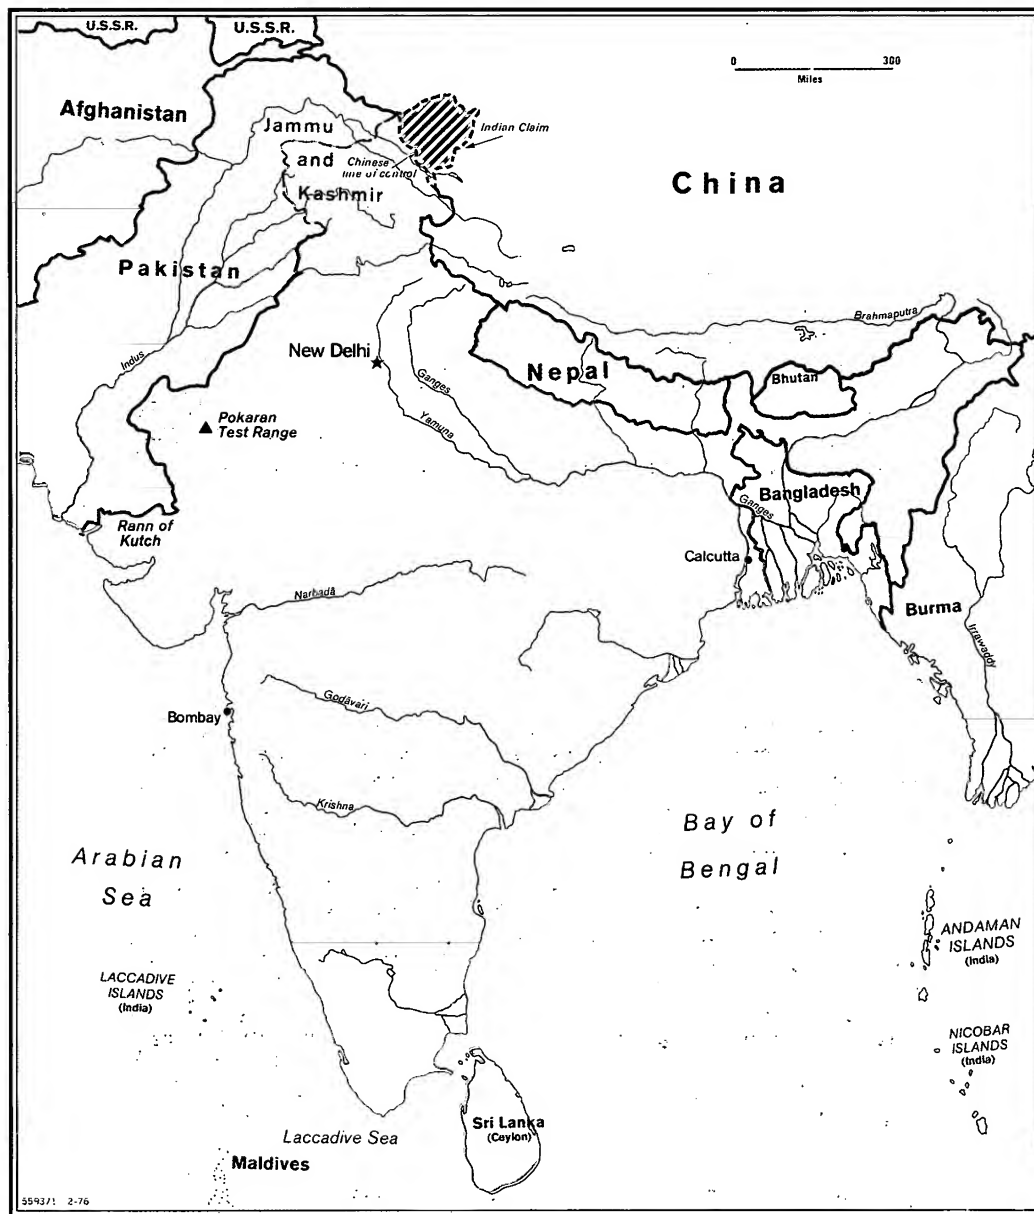 U.S.S.R.
U.S.S.R.
0 300
Miles
Afghanistan
Jammu
and
Kashmir
Indian Claim
Chinese
line of control
China
Pakistan
Brahmaputra
Indus
New Delhi
Ganges
Yamuna
Nepal
Bhutan
Pokaran
Test Range
Bangladesh
Ganges
Rann of
Kutch
Calcutta
Narbadā
Burma
Irrawaddy
Godāvari
Bombay
Krishna
Bay of
Bengal
Arabian
Sea
ANDAMAN
ISLANDS
(India)
LACCADIVE
ISLANDS
(India)
NICOBAR
ISLANDS
(India)
Sri Lanka
(Ceylon)
Laccadive Sea
Maldives
559371 2-76